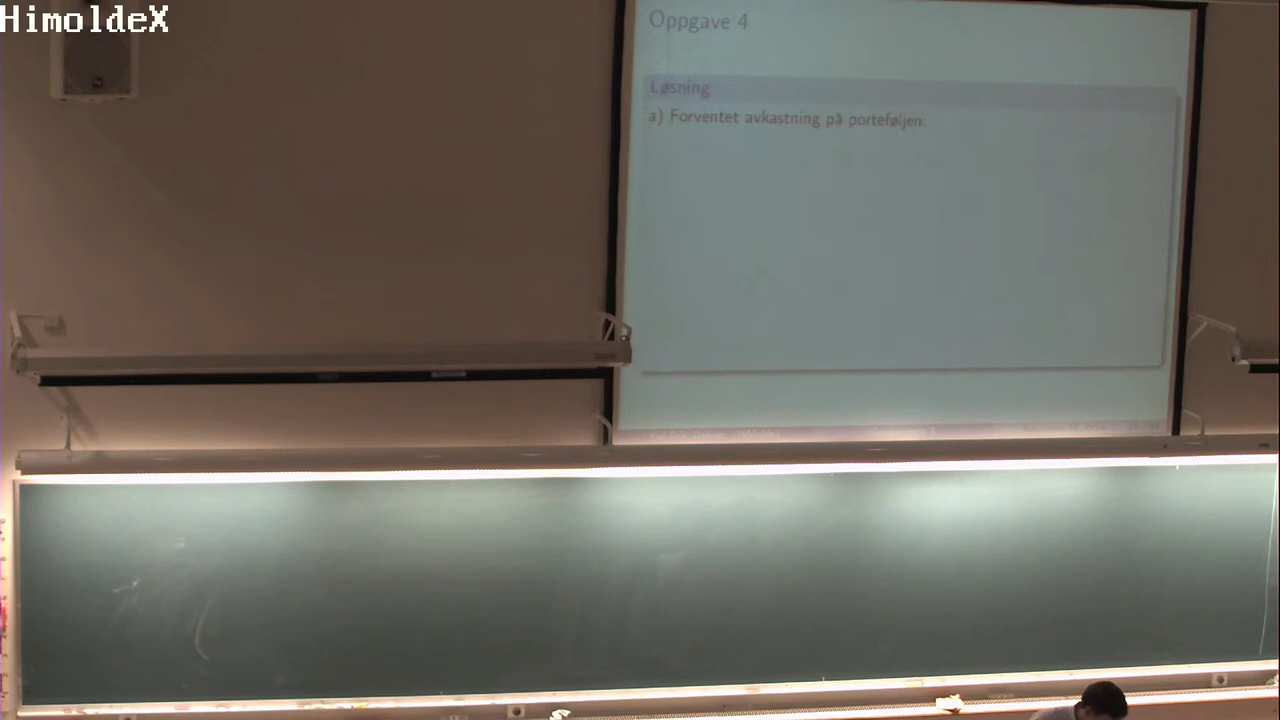 HimoldeX
Oppgave 4
Løsning
a) Forventet avkastning på porteføljen: